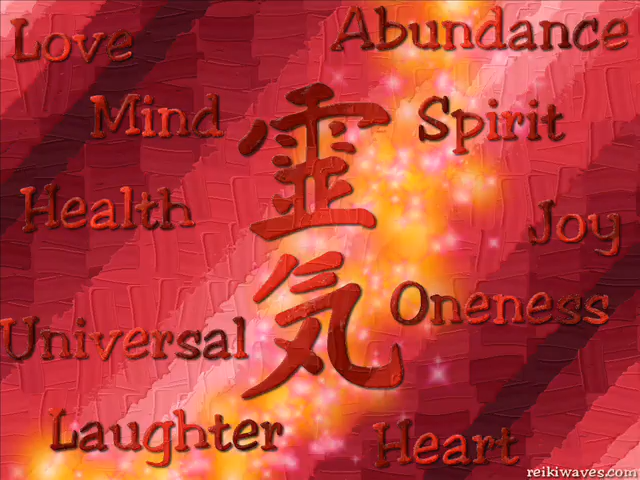 Love
Abundance
Mind
Spirit
霊
Health
Joy
気
Oneness
Universal
Laughter
Heart
reikiwaves.com